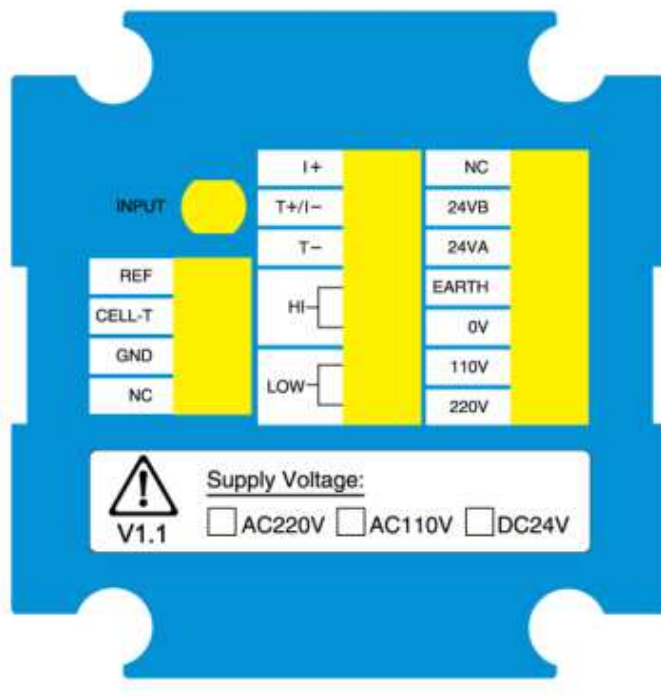 INPUT
REF
CELL-T
GND
NC
I+
T+/I-
T-
HI
LOW
NC
24VB
24VA
EARTH
0V
110V
220V
V1.1
Supply Voltage:
AC220V AC110V DC24V